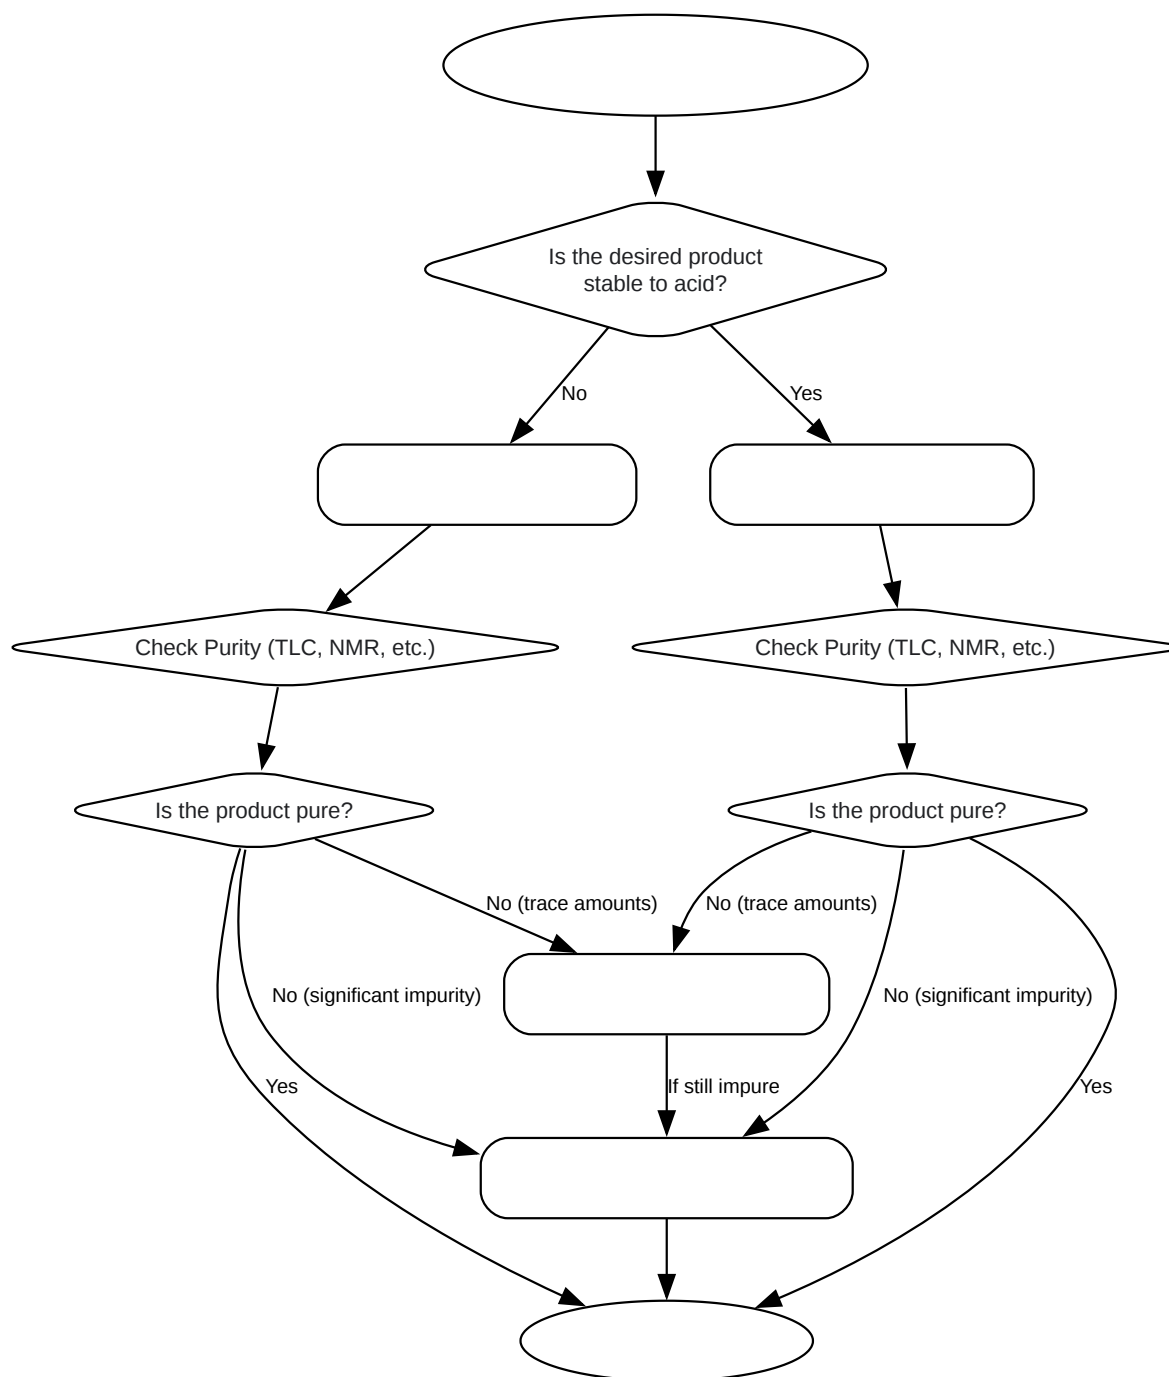 Is the desired product
stable to acid?
No
Yes
Check Purity (TLC, NMR, etc.)
Check Purity (TLC, NMR, etc.)
Is the product pure?
Is the product pure?
No (trace amounts)
No (trace amounts)
No (significant impurity)
No (significant impurity)
Yes
If still impure
Yes